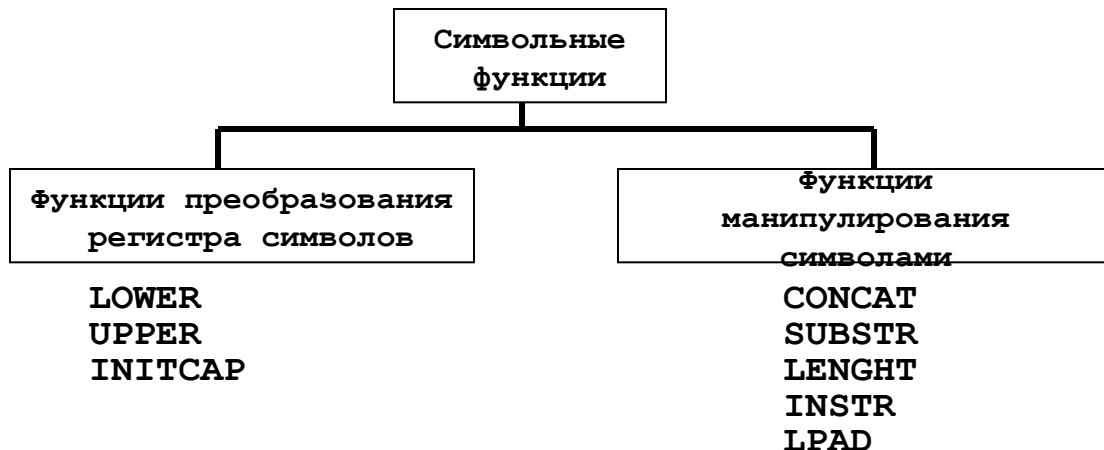 Символьные
функции
Функции преобразования
регистра символов
Функции
манипулирования
символами
LOWER
UPPER
INITCAP
CONCAT
SUBSTR
LENGHT
INSTR
LPAD